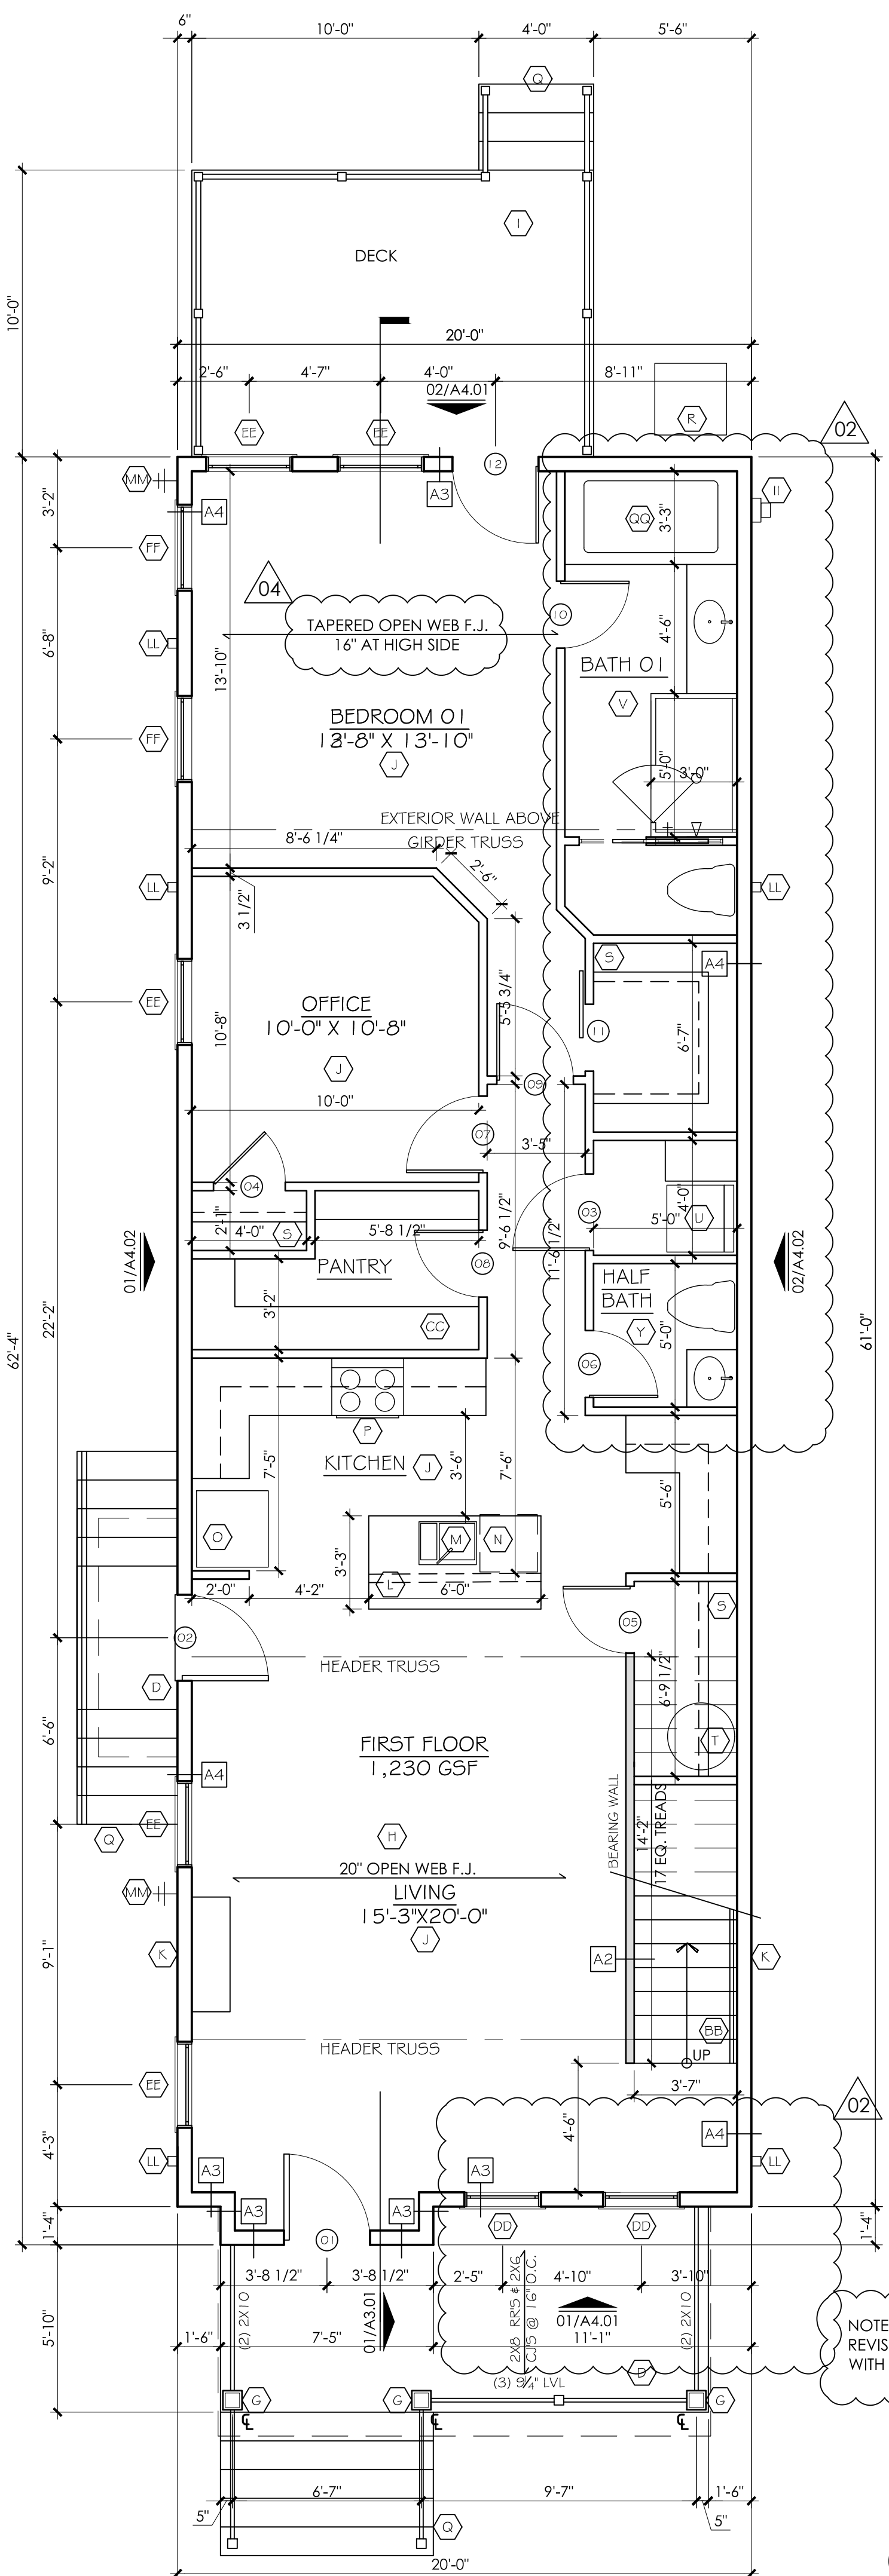 6"
10'-0"
4'-0"
5'-6"
Q
I
DECK
10'-0"
20'-0"
2'-6"
4'-7"
4'-0"
8'-11"
02/A4.01
R
02
EE
EE
12
MM
A3
A4
II
QQ
3'-3"
3'-2"
FF
04
TAPERED OPEN WEB F.J.
16" AT HIGH SIDE
10
4'-6"
6'-8"
LL
13'-10"
BATH 01
V
BEDROOM 01
X 13'-10"
FF
J
5'-0"
3'-0"
EXTERIOR WALL ABOVE
GIRDER TRUSS
8'-6 1/4"
2'-6"
9'-2"
LL
LL
3 1/2"
S
A4
EE
OFFICE
10'-0" X 10'-8"
10'-8"
5'-5 3/4"
11
6'-7"
J
09
10'-0"
07
3'-5"
04
03
4'-0"
2'-1"
4'-0"
S
5'-8 1/2"
9'-6 1/2"
11'-6 1/2"
5'-0"
U
01/A4.02
02/A4.02
PANTRY
08
HALF
BATH
3'-2"
CC
Y
5'-0"
22'-2"
62'-4"
61'-0"
06
P
KITCHEN
J
7'-5"
3'-6"
7'-6"
5'-6"
O
M
N
3'-3"
L
2'-0"
4'-2"
6'-0"
S
02
05
HEADER TRUSS
D
6'-9 1/2"
6'-6"
FIRST FLOOR
1,230 GSF
T
A4
BEARING WALL
14'-2"
17 EQ. TREADS
EE
Q
H
20" OPEN WEB F.J.
MM
LIVING
15'-3"X20'-0"
J
K
A2
K
9'-1"
BB
HEADER TRUSS
UP
EE
3'-7"
02
4'-6"
4'-3"
LL
A3
A3
A3
A3
A4
LL
1'-4"
01
DD
DD
1'-4"
3'-8 1/2"
3'-8 1/2"
2'-5"
4'-10"
3'-10"
(2) 2X10
01/A3.01
2X8 RR'S & 2X6
CJ'S @ 16" O.C.
01/A4.01
(2) 2X10
5'-10"
1'-6"
7'-5"
11'-1"
NOTE
REVIS
WITH
D
(3) 9¼" LVL
G
G
G
6'-7"
9'-7"
1'-6"
5"
5"
Q
20'-0"